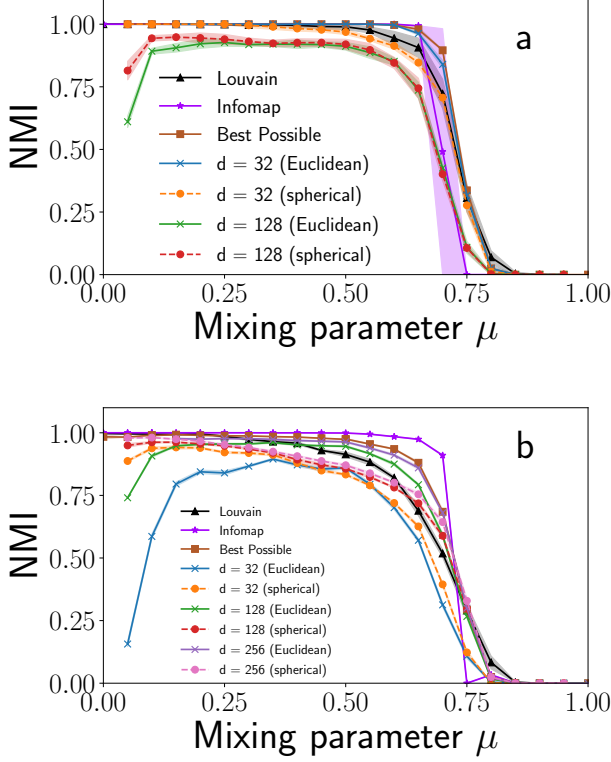 a
1.00
0.75
0.50
0.25
0.00
NMI
Louvain
Infomap
Best Possible
d = 32 (Euclidean)
d = 32 (spherical)
d = 128 (Euclidean)
d = 128 (spherical)
0.00 0.25 0.50 0.75 1.00
Mixing parameter μ
b
1.00
0.75
0.50
0.25
0.00
NMI
Louvain
Infomap
Best Possible
d = 32 (Euclidean)
d = 32 (spherical)
d = 128 (Euclidean)
d = 128 (spherical)
d = 256 (Euclidean)
d = 256 (spherical)
0.00 0.25 0.50 0.75 1.00
Mixing parameter μ